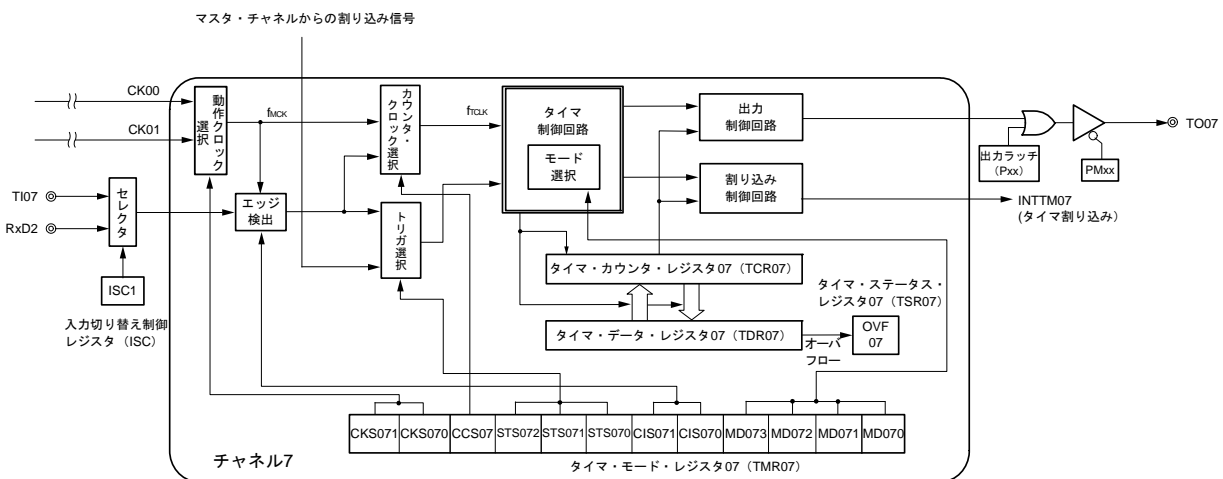 マスタ・チャネルからの割り込み信号
CK00
CK01
動作クロック
選択
fMCK
カウンタ・
クロック選択
fTCLK
タイマ
制御回路
モード
選択
出力
制御回路
出力ラッチ
(Pxx)
PMxx
TO07
TI07
RxD2
セレクタ
エッジ
検出
トリガ選択
割り込み
制御回路
INTTM07
(タイマ割り込み)
ISC1
入力切り替え制御
レジスタ(ISC)
タイマ・カウンタ・レジスタ07(TCR07)
タイマ・ステータス・
レジスタ07(TSR07)
タイマ・データ・レジスタ07(TDR07)
オーバ
フロー
OVF
07
CKS071 CKS070 CCS07 STS072 STS071 STS070 CIS071 CIS070 MD073 MD072 MD071 MD070
チャネル7
タイマ・モード・レジスタ07(TMR07)